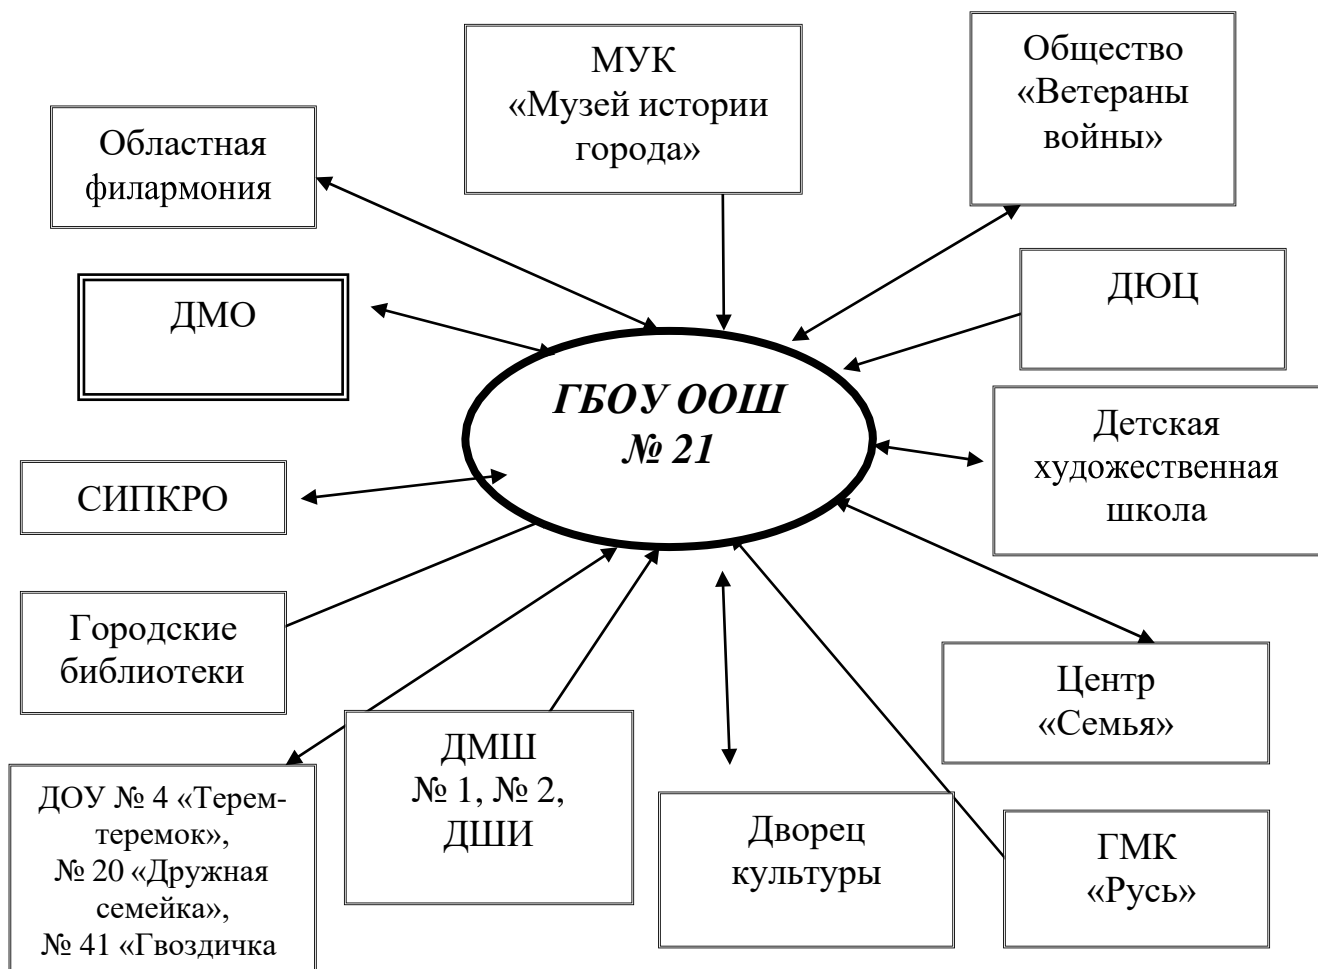 МУК
«Музей истории
города»
Общество
«Ветераны
войны»
Областная
филармония
ДЮЦ
ДМО
ГБОУ ООШ
№ 21
Детская
художественная
школа
СИПКРО
Городские
библиотеки
Центр
«Семья»
ДМШ
№ 1, № 2,
ДШИ
ДОУ № 4 «Терем-
теремок»,
№ 20 «Дружная
семейка»,
№ 41 «Гвоздичка
Дворец
культуры
ГМК
«Русь»